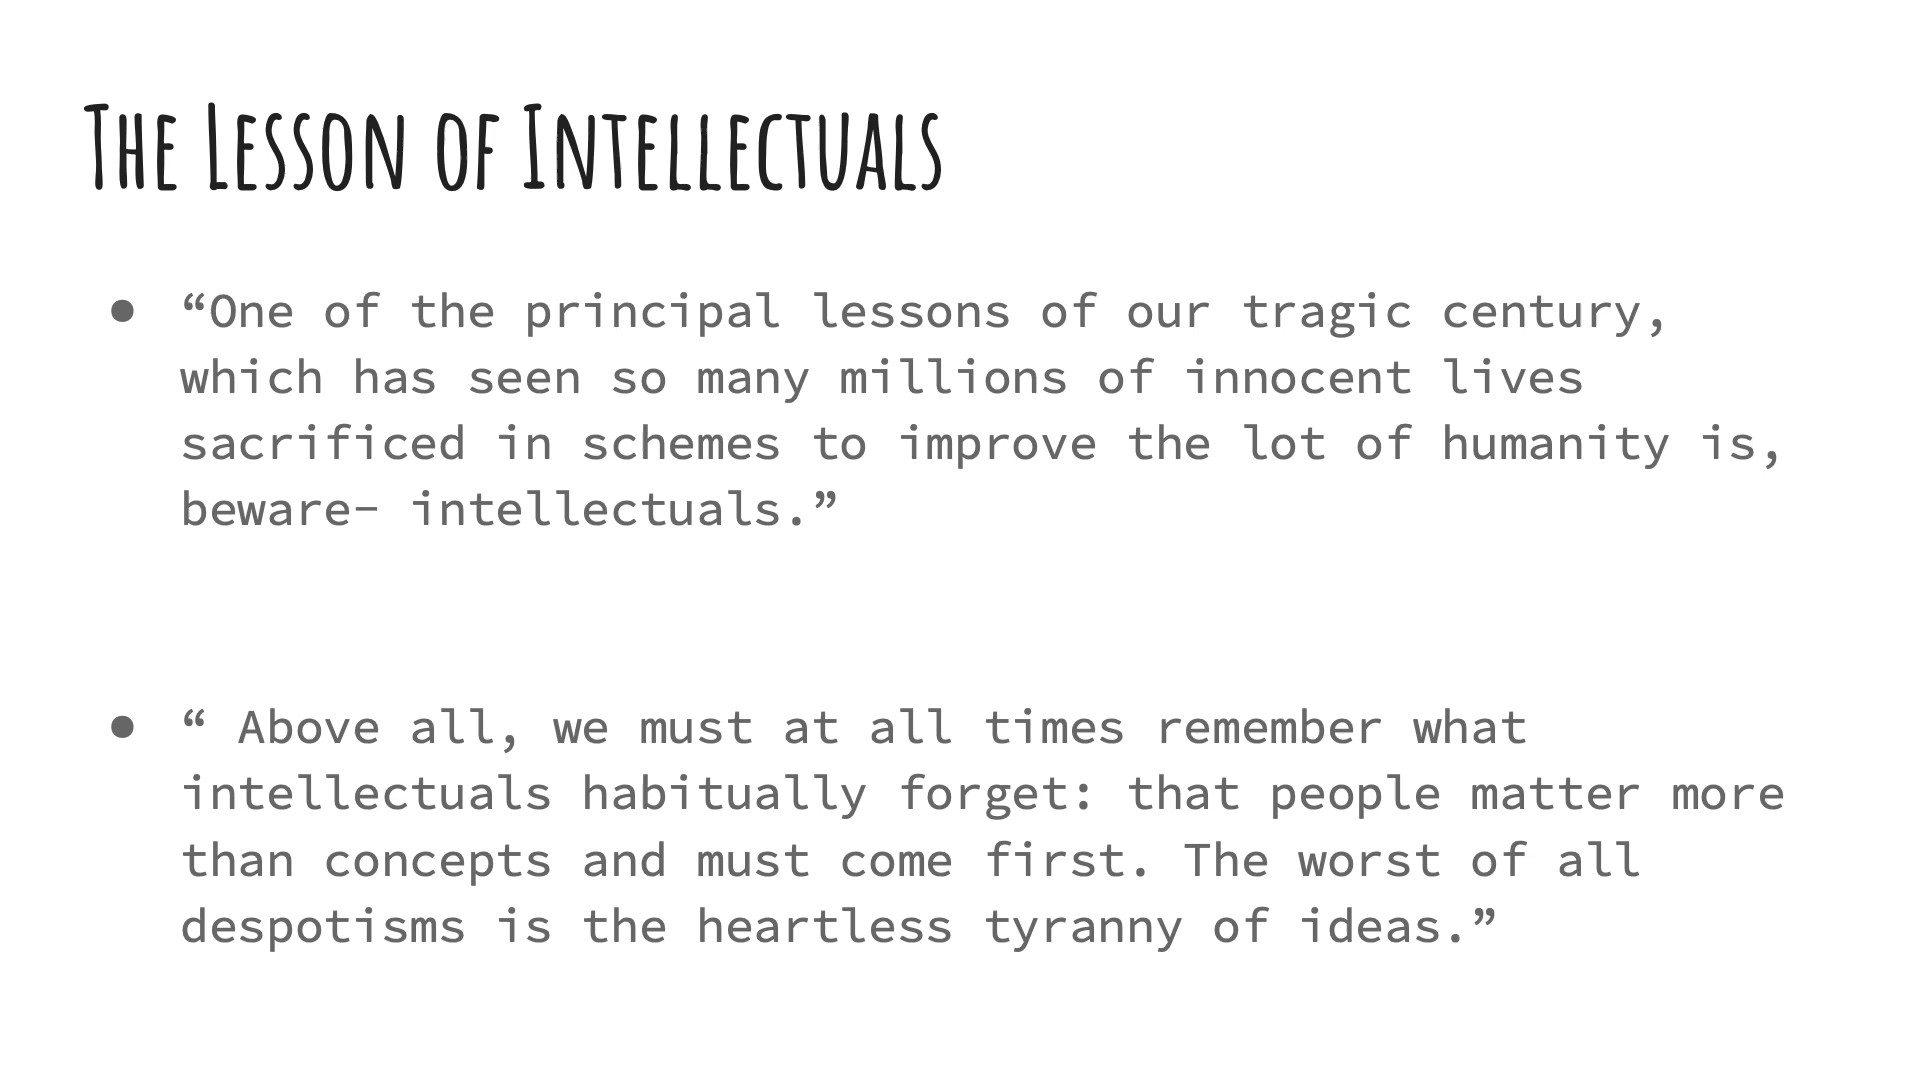 The Lesson of Intellectuals
● “One of the principal lessons of our tragic century,
which has seen so many millions of innocent lives
sacrificed in schemes to improve the lot of humanity is,
beware- intellectuals.”
● “ Above all, we must at all times remember what
intellectuals habitually forget: that people matter more
than concepts and must come first. The worst of all
despotisms is the heartless tyranny of ideas.”